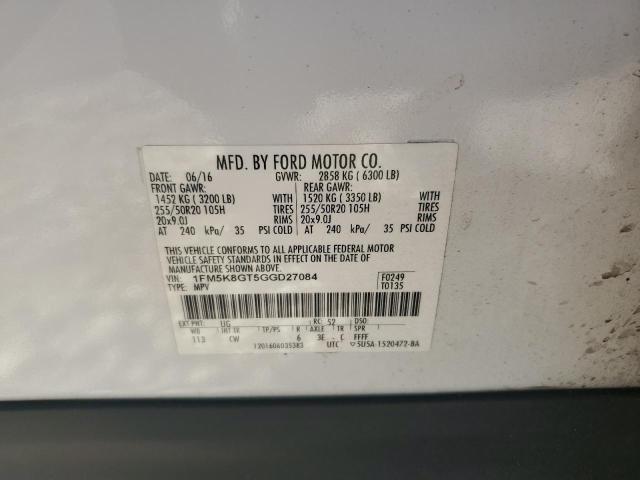 MFD. BY FORD MOTOR CO.
DATE: 06/16 GVWR: 2858 KG ( 6300 LB)
FRONT GAWR: REAR GAWR:
1452 KG ( 3200 LB) WITH 1520 KG ( 3350 LB) WITH
255/50R20 105H TIRES 255/50R20 105H TIRES
20x9.0J RIMS 20x9.0J RIMS
AT 240 kPa/ 35 PSI COLD AT 240 kPa/ 35 PSI COLD
THIS VEHICLE CONFORMS TO ALL APPLICABLE FEDERAL MOTOR
VEHICLE SAFETY STANDARDS IN EFFECT ON THE DATE OF
MANUFACTURE SHOWN ABOVE.
VIN: 1FM5K8GT5GGD27084 F0249
TYPE: MPV T0135
EXT PNT: UG RC: 52 DSO:
WB INT TR TP/PS R AXLE TR SPR
113 CW 6 3E C FFFF
1201606035383 UTC 5U5A-1520472-BA